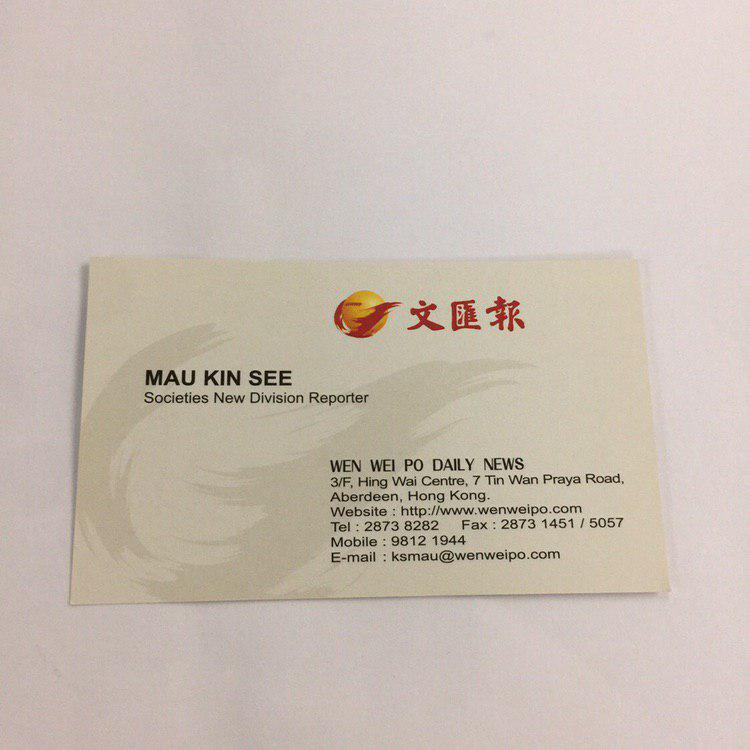 文匯報
MAU KIN SEE
Societies New Division Reporter
WEN WEI PO DAILY NEWS
3/F, Hing Wai Centre, 7 Tin Wan Praya Road,
Aberdeen, Hong Kong.
Website : http://www.wenweipo.com
Tel : 2873 8282 Fax : 2873 1451 / 5057
Mobile : 9812 1944
E-mail : ksmau@wenweipo.com